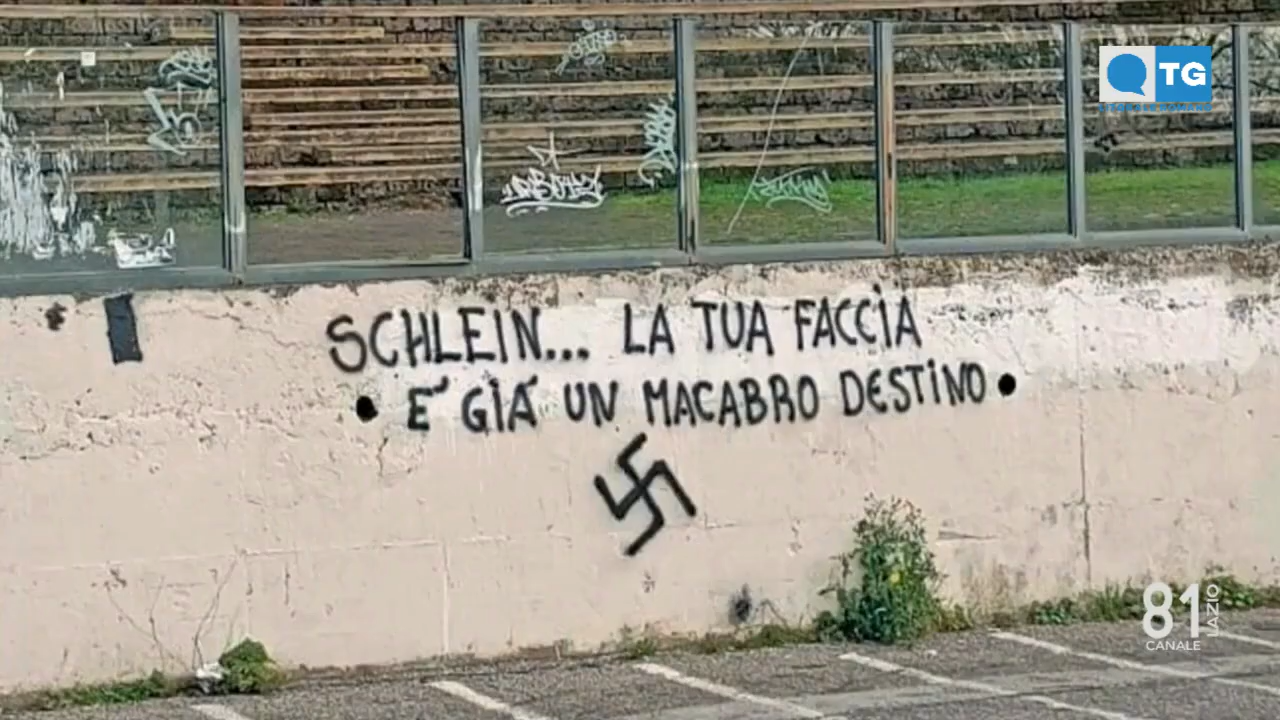 TG
SCHLEIN... LA TUA FACCiA
E' GiA' UN MACABRO DESTiNO
81
LAZIO
CANALE